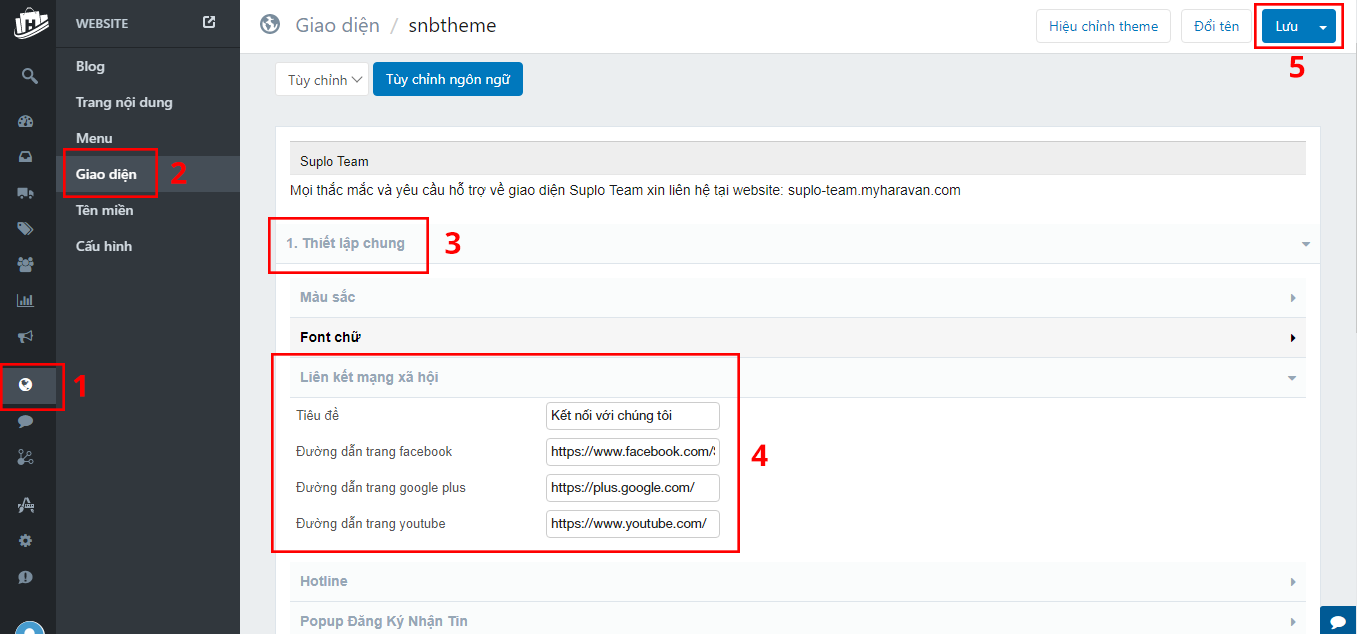 WEBSITE
Blog
Trang nội dung
Menu
Giao diện
2
Tên miền
Cấu hình
1
Giao diện / snbtheme
Hiệu chỉnh theme
Đổi tên
Lưu
5
Tùy chỉnh
Tùy chỉnh ngôn ngữ
Suplo Team
Mọi thắc mắc và yêu cầu hỗ trợ về giao diện Suplo Team xin liên hệ tại website: suplo-team.myharavan.com
1. Thiết lập chung
3
Màu sắc
Font chữ
Liên kết mạng xã hội
Tiêu đề Kết nối với chúng tôi
Đường dẫn trang facebook https://www.facebook.com/
4
Đường dẫn trang google plus https://plus.google.com/
Đường dẫn trang youtube https://www.youtube.com/
Hotline
Popup Đăng Ký Nhận Tin